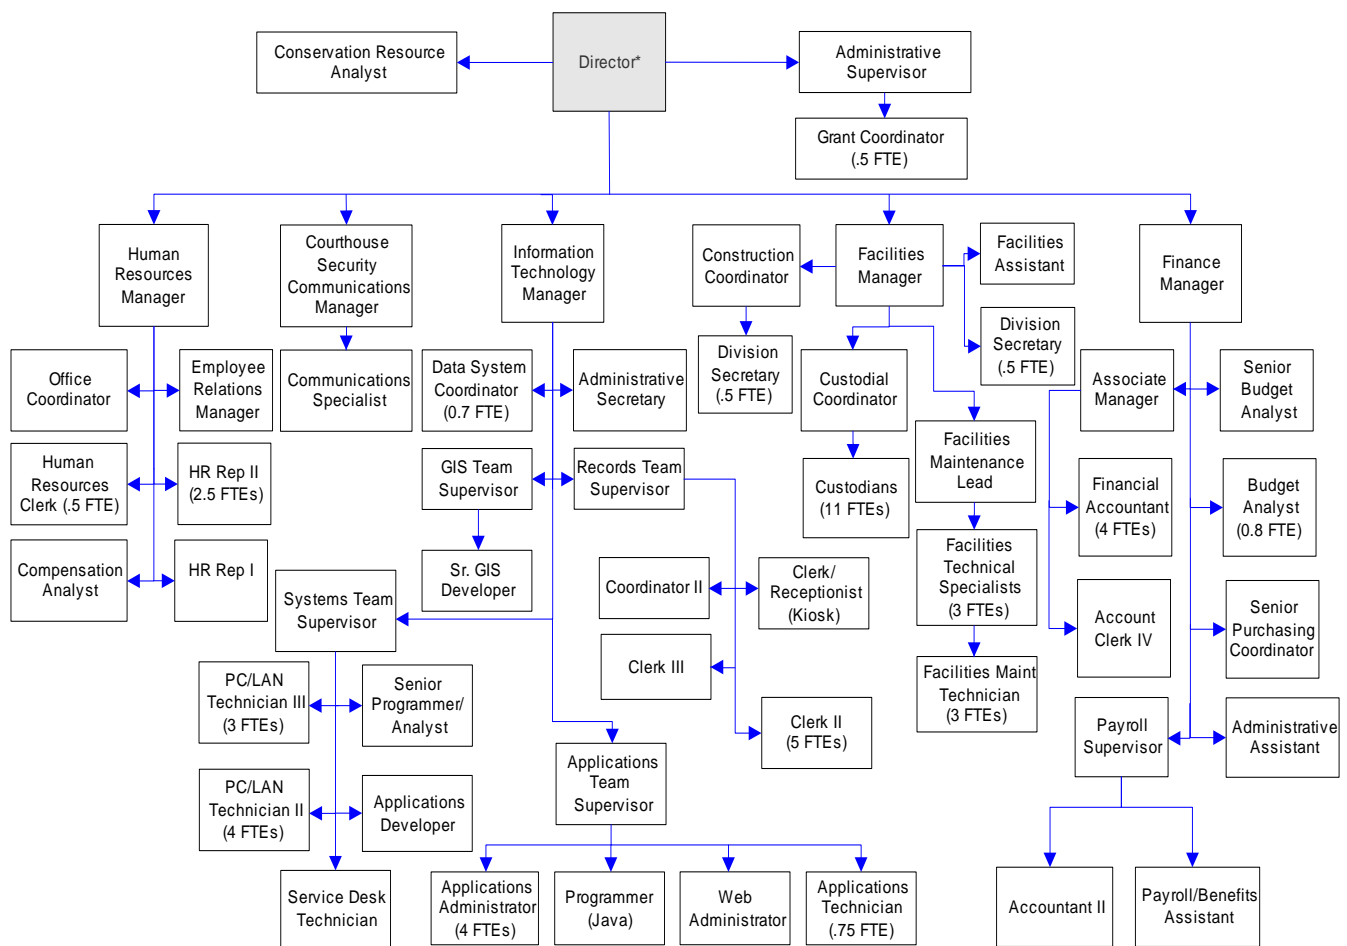 Conservation Resource
Analyst
Director*
Administrative
Supervisor
Grant Coordinator
(.5 FTE)
Human
Resources
Manager
Courthouse
Security
Communications
Manager
Information
Technology
Manager
Construction
Coordinator
Facilities
Manager
Facilities
Assistant
Finance
Manager
Office
Coordinator
Employee
Relations
Manager
Communications
Specialist
Data System
Coordinator
(0.7 FTE)
Administrative
Secretary
Division
Secretary
(.5 FTE)
Custodial
Coordinator
Division
Secretary
(.5 FTE)
Associate
Manager
Senior
Budget
Analyst
Human
Resources
Clerk (.5 FTE)
HR Rep II
(2.5 FTEs)
GIS Team
Supervisor
Records Team
Supervisor
Custodians
(11 FTEs)
Facilities
Maintenance
Lead
Financial
Accountant
(4 FTEs)
Budget
Analyst
(0.8 FTE)
Compensation
Analyst
HR Rep I
Systems Team
Supervisor
Sr. GIS
Developer
Coordinator II
Clerk/
Receptionist
(Kiosk)
Facilities
Technical
Specialists
(3 FTEs)
Account
Clerk IV
Senior
Purchasing
Coordinator
PC/LAN
Technician III
(3 FTEs)
Senior
Programmer/
Analyst
Clerk III
Facilities Maint
Technician
(3 FTEs)
Clerk II
(5 FTEs)
Payroll
Supervisor
Administrative
Assistant
PC/LAN
Technician II
(4 FTEs)
Applications
Developer
Applications
Team
Supervisor
Service Desk
Technician
Applications
Administrator
(4 FTEs)
Programmer
(Java)
Web
Administrator
Applications
Technician
(.75 FTE)
Accountant II
Payroll/Benefits
Assistant